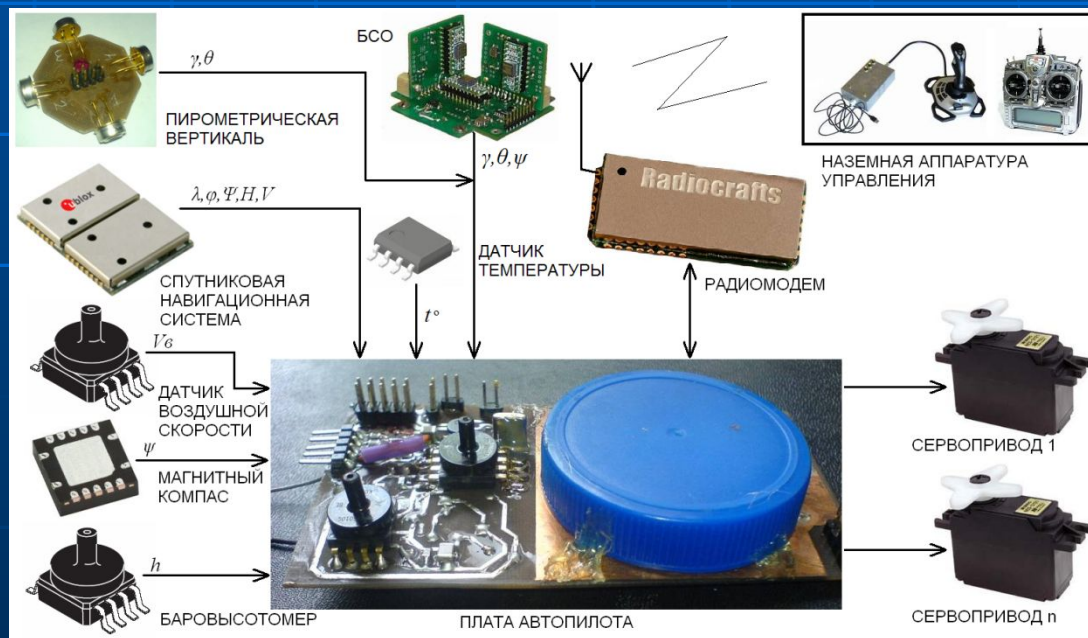 БСО
γ,θ
ПИРОМЕТРИЧЕСКАЯ
ВЕРТИКАЛЬ
γ,θ,ψ
НАЗЕМНАЯ АППАРАТУРА
УПРАВЛЕНИЯ
Radiocrafts
ublox
λ,φ,Ψ,H,V
ДАТЧИК
ТЕМПЕРАТУРЫ
РАДИОМОДЕМ
СПУТНИКОВАЯ
НАВИГАЦИОННАЯ
СИСТЕМА
t°
Vв
ДАТЧИК
ВОЗДУШНОЙ
СКОРОСТИ
СЕРВОПРИВОД 1
ψ
МАГНИТНЫЙ
КОМПАС
h
БАРОВЫСОТОМЕР
ПЛАТА АВТОПИЛОТА
СЕРВОПРИВОД n